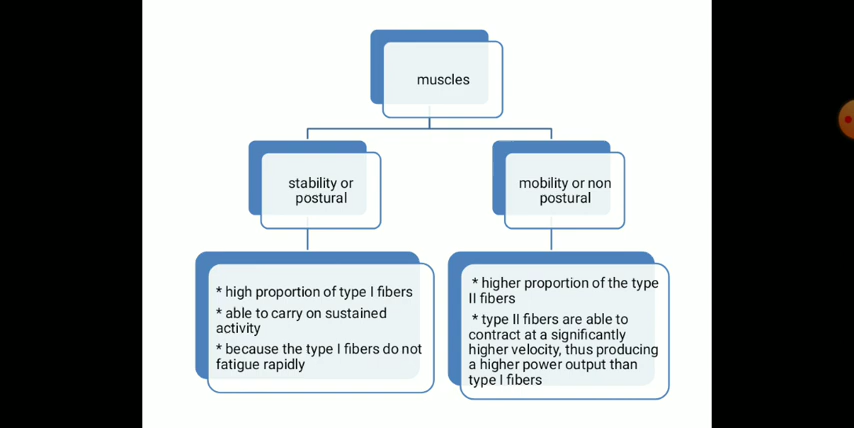 muscles
stability or
postural
mobility or non
postural
* high proportion of type I fibers
* able to carry on sustained
activity
* because the type I fibers do not
fatigue rapidly
* higher proportion of the type
II fibers
* type II fibers are able to
contract at a significantly
higher velocity, thus producing
a higher power output than
type I fibers